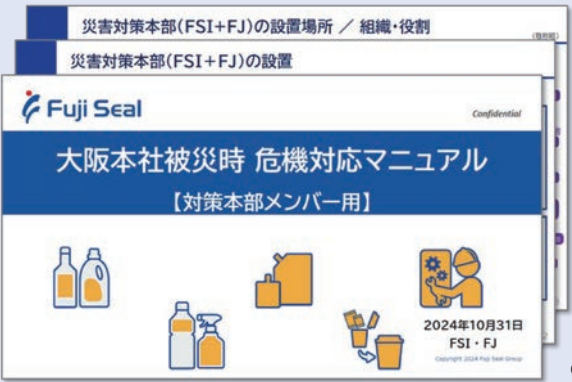 災害対策本部(FSI+FJ)の設置場所 / 組織・役割
災害対策本部(FSI+FJ)の設置
Fuji Seal
Confidential
大阪本社被災時 危機対応マニュアル
【対策本部メンバー用】
2024年10月31日
FSI・FJ
Copyright 2024 Fuji Seal Group